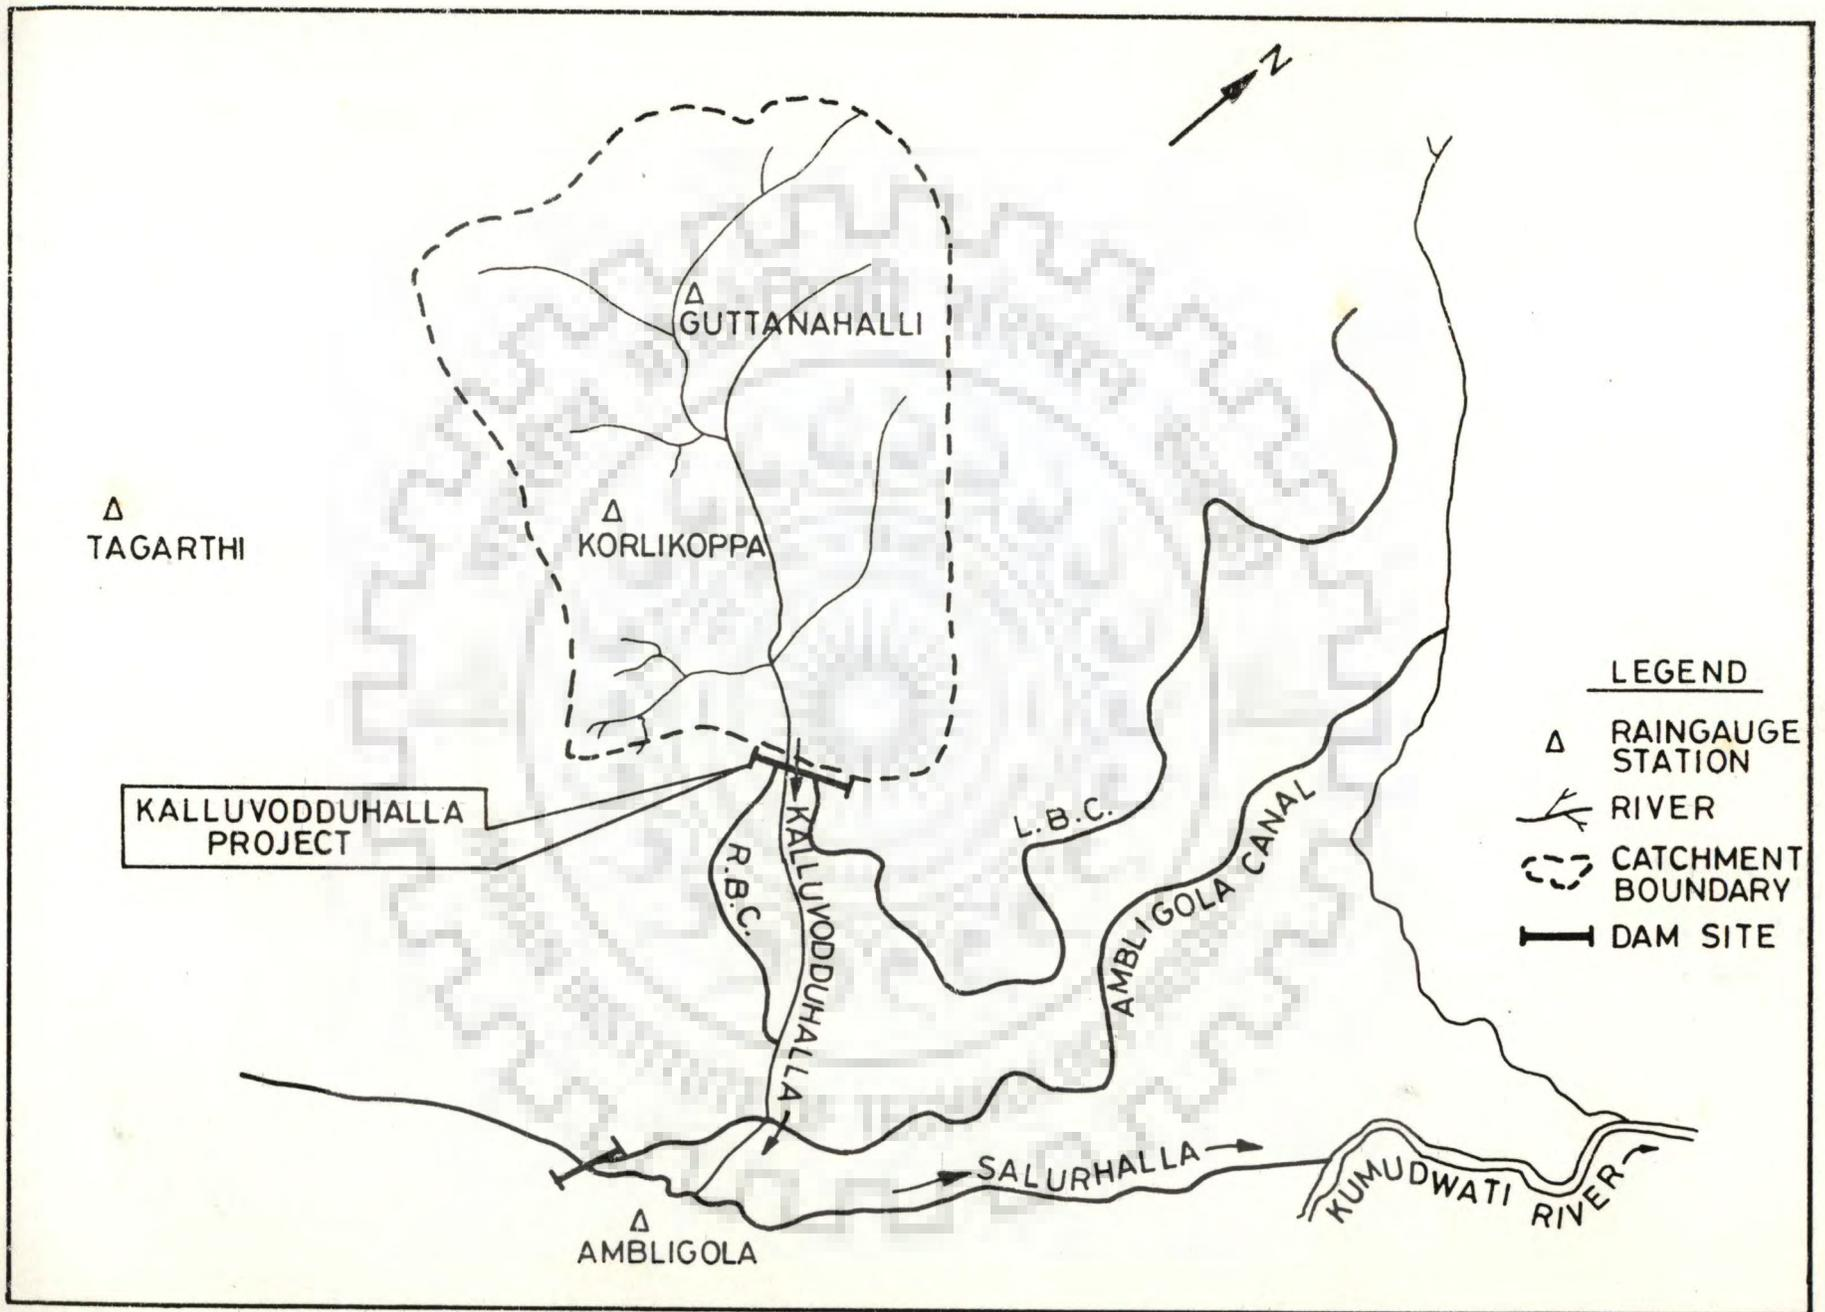 N
GUTTANAHALLI
TAGARTHI
KORLIKOPPA
LEGEND
RAINGAUGE
STATION
RIVER
CATCHMENT
BOUNDARY
DAM SITE
KALLUVODDUHALLA
PROJECT
R.B.C.
KALLUVODDUHALLA
L.B.C.
AMBLIGOLA CANAL
SALURHALLA
KUMUDWATI RIVER
AMBLIGOLA